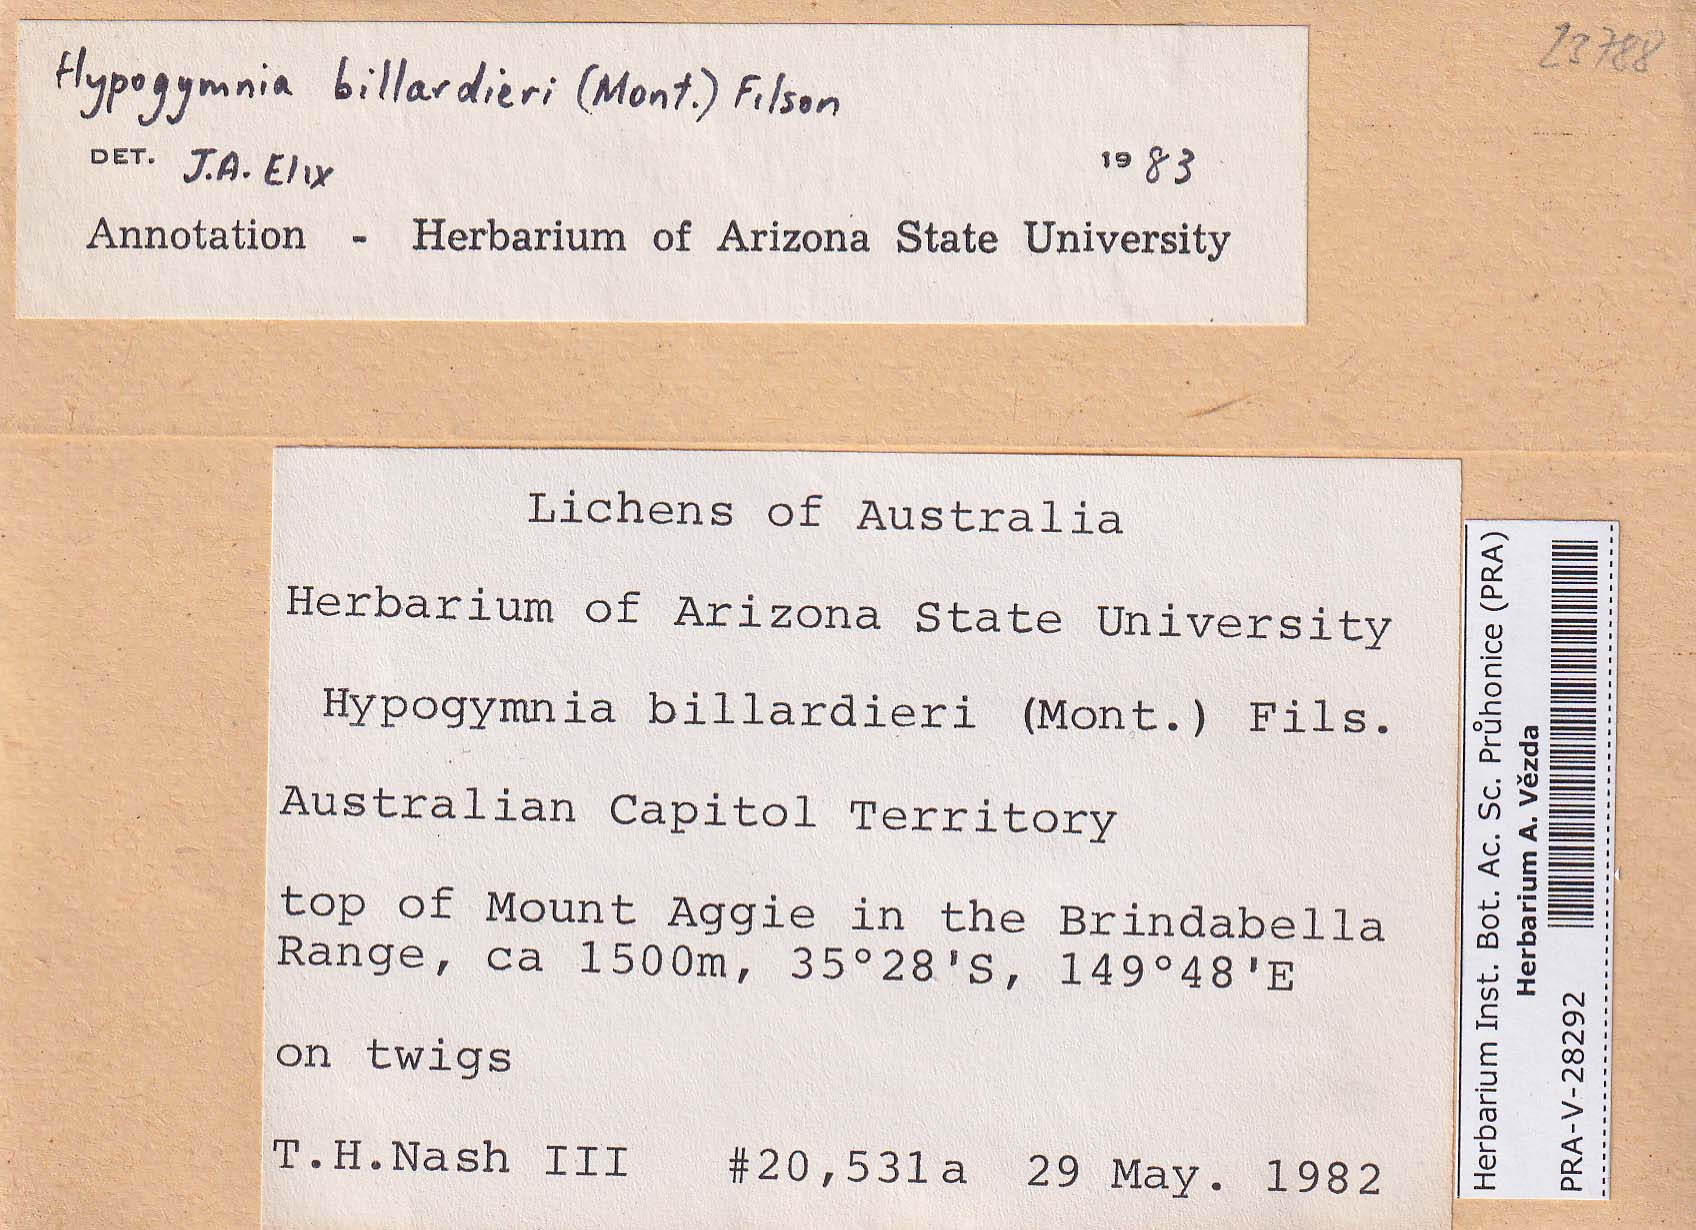 23788
Hypogymnia billardieri (Mont.) Filson
DET. J.A. Elix 1983
Annotation - Herbarium of Arizona State University
Lichens of Australia
Herbarium of Arizona State University
Hypogymnia billardieri (Mont.) Fils.
Australian Capitol Territory
top of Mount Aggie in the Brindabella
Range, ca 1500m, 35°28'S, 149°48'E
on twigs
T.H.Nash III #20,531a 29 May. 1982
Herbarium Inst. Bot. Ac. Sc. Průhonice (PRA)
Herbarium A. Vězda
PRA-V-28292